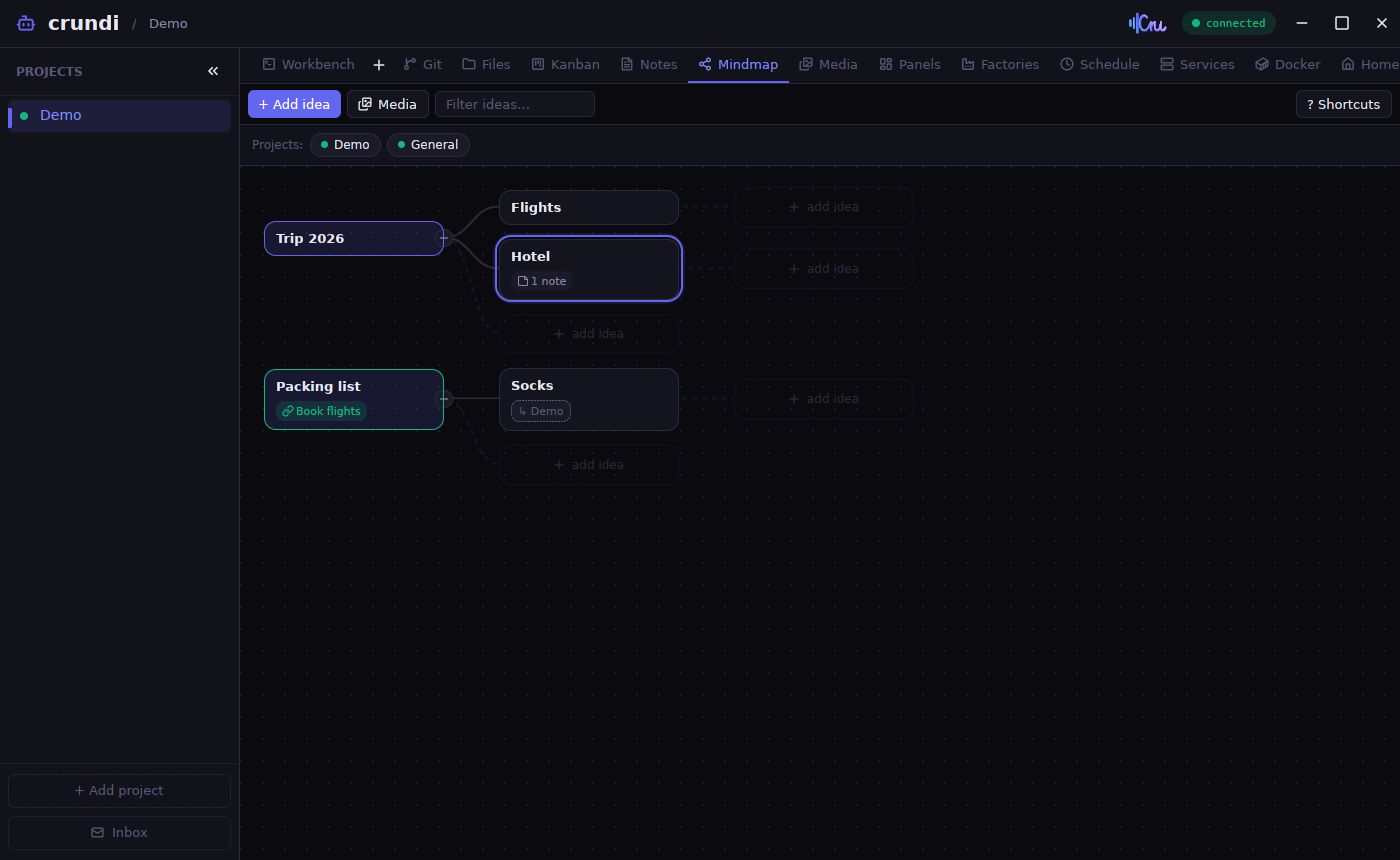 crundi / Demo
Cru
connected
PROJECTS
Demo
+ Add project
Inbox
Workbench + Git Files Kanban Notes Mindmap Media Panels Factories Schedule Services Docker Home
+ Add idea Media Filter ideas... ? Shortcuts
Projects: Demo General
Trip 2026
Flights
+ add idea
Hotel
1 note
+ add idea
+ add idea
Packing list
Book flights
Socks
↳ Demo
+ add idea
+ add idea